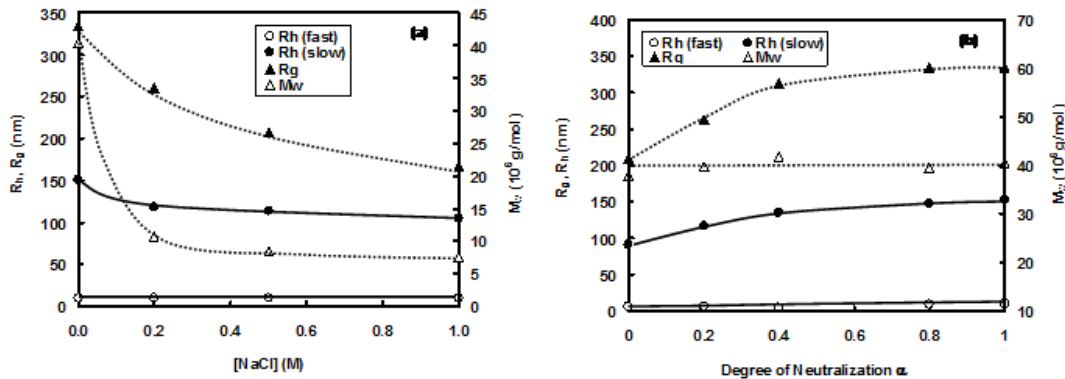 [a]
Rh (fast)
Rh (slow)
Rg
Mw
350
300
250
200
150
100
50
0
45
40
35
30
25
20
15
10
5
0
0.0 0.2 0.4 0.6 0.8 1.0
Rh, Rg (nm)
Mw (10⁶ g/mol)
[NaCl] (M)
[b]
Rh (fast) Rh (slow)
Rg Mw
400
350
300
250
200
150
100
50
0
70
60
50
40
30
20
10
0 0.2 0.4 0.6 0.8 1
Rg, Rh (nm)
Mw (10⁶ g/mol)
Degree of Neutralization α